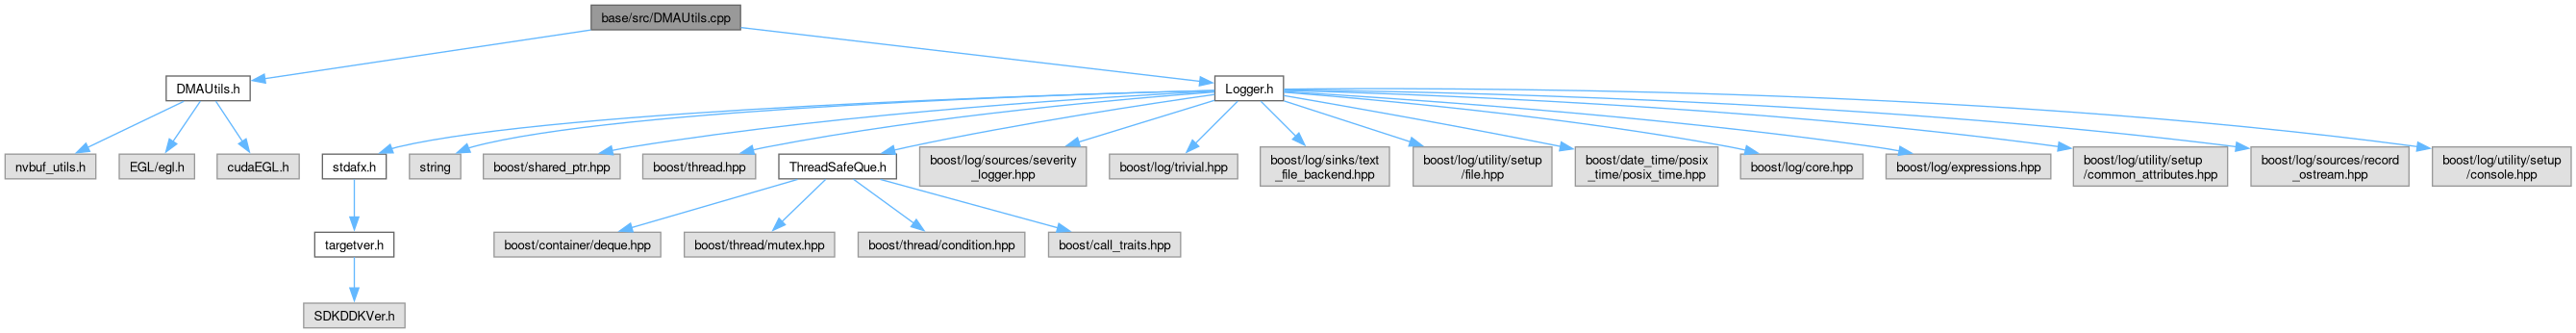 base/src/DMAUtils.cpp
DMAUtils.h
Logger.h
nvbuf_utils.h
EGL/egl.h
cudaEGL.h
stdafx.h
string
boost/shared_ptr.hpp
boost/thread.hpp
ThreadSafeQue.h
boost/log/sources/severity
_logger.hpp
boost/log/trivial.hpp
boost/log/sinks/text
_file_backend.hpp
boost/log/utility/setup
/file.hpp
boost/date_time/posix
_time/posix_time.hpp
boost/log/core.hpp
boost/log/expressions.hpp
boost/log/utility/setup
/common_attributes.hpp
boost/log/sources/record
_ostream.hpp
boost/log/utility/setup
/console.hpp
targetver.h
boost/container/deque.hpp
boost/thread/mutex.hpp
boost/thread/condition.hpp
boost/call_traits.hpp
SDKDDKVer.h